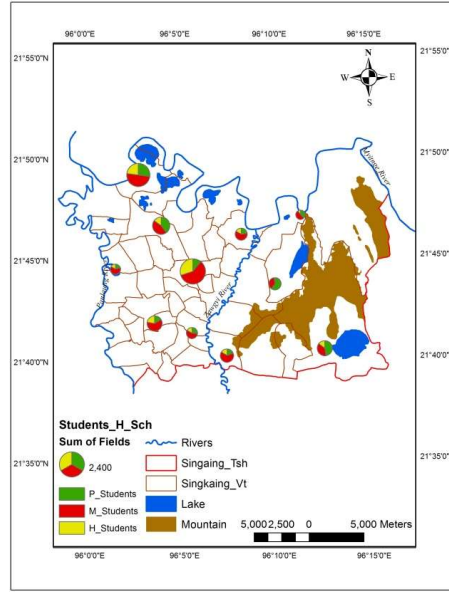 96°0'0"E 96°5'0"E 96°10'0"E 96°15'0"E
21°55'0"N 21°55'0"N
N
W E
S
21°50'0"N 21°50'0"N
Myitnge River
21°45'0"N 21°45'0"N
Zawgyi River
21°40'0"N 21°40'0"N
Students_H_Sch
Sum of Fields
2,400
P_Students
M_Students
H_Students
Rivers
Singaing_Tsh
Singkaing_Vt
Lake
Mountain
21°35'0"N 21°35'0"N
5,000 2,500 0 5,000 Meters
96°0'0"E 96°5'0"E 96°10'0"E 96°15'0"E